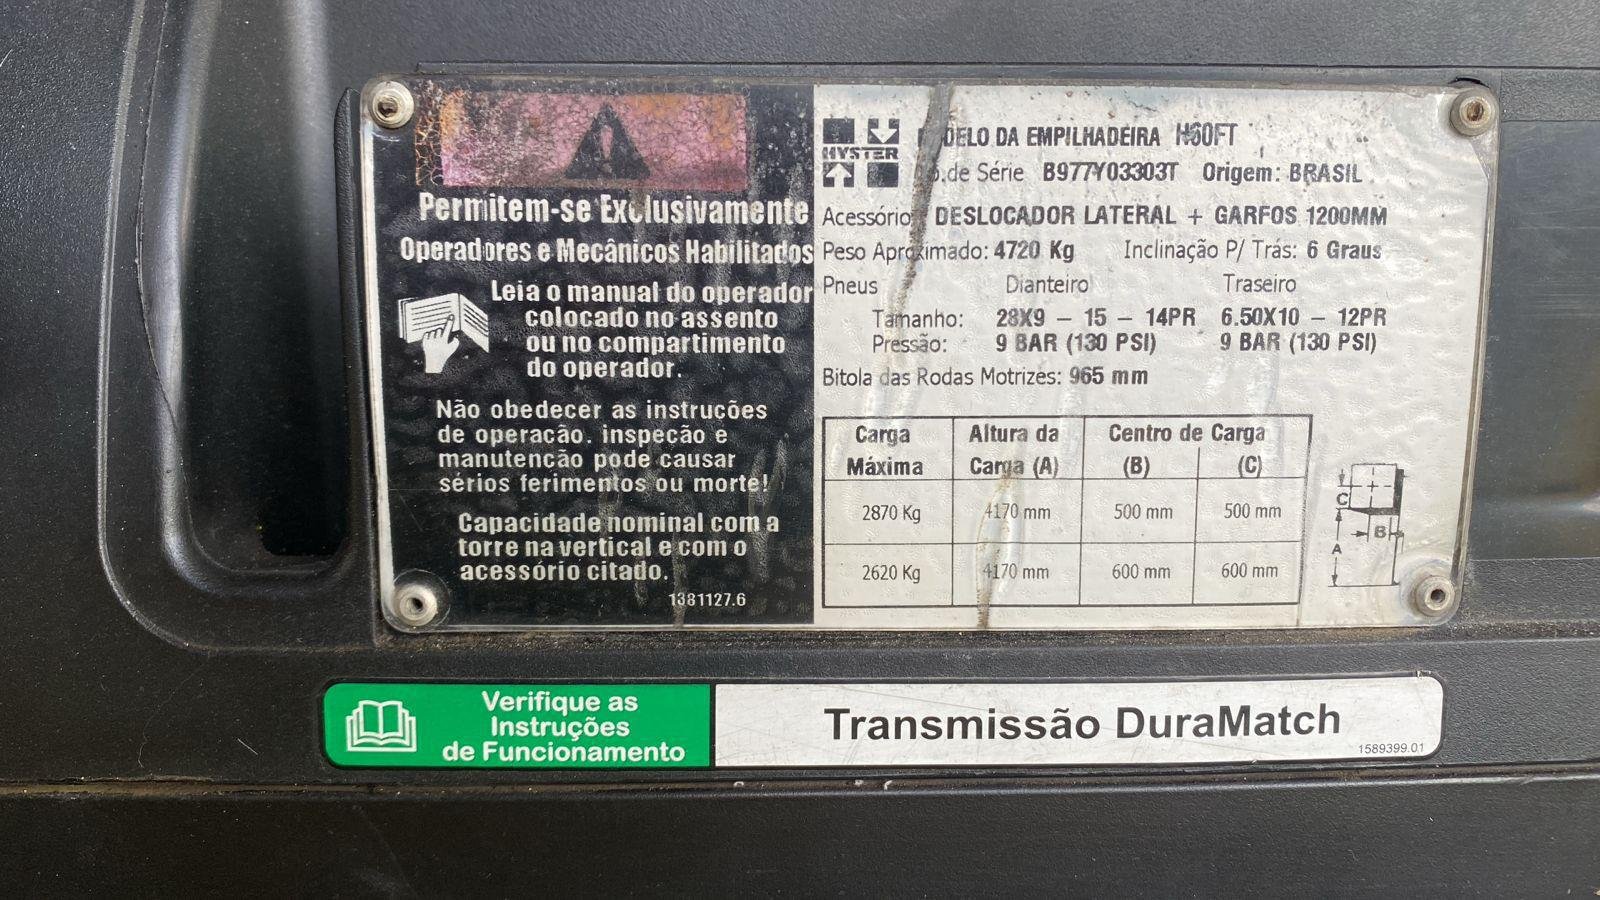 Permitem-se Exclusivamente
Operadores e Mecânicos Habilitados
Leia o manual do operador
colocado no assento
ou no compartimento
do operador.
Não obedecer as instrucões
de operacão. inspecão e
manutencão pode causar
sérios ferimentos ou morte!
Capacidade nominal com a
torre na vertical e com o
acessório citado.
1381127.6
HYSTER
DELO DA EMPILHADEIRA H60FT
o.de Série B977Y03303T Origem: BRASIL
Acessório DESLOCADOR LATERAL + GARFOS 1200MM
Peso Aproximado: 4720 Kg Inclinação P/ Trás: 6 Graus
Pneus Dianteiro Traseiro
Tamanho: 28X9 - 15 - 14PR 6.50X10 - 12PR
Pressão: 9 BAR (130 PSI) 9 BAR (130 PSI)
Bitola das Rodas Motrizes: 965 mm
Carga Máxima Altura da Carga (A) Centro de Carga (B) (C)
2870 Kg 4170 mm 500 mm 500 mm
2620 Kg 4170 mm 600 mm 600 mm
C
B
A
Verifique as
Instruções
de Funcionamento
Transmissão DuraMatch
1589399.01